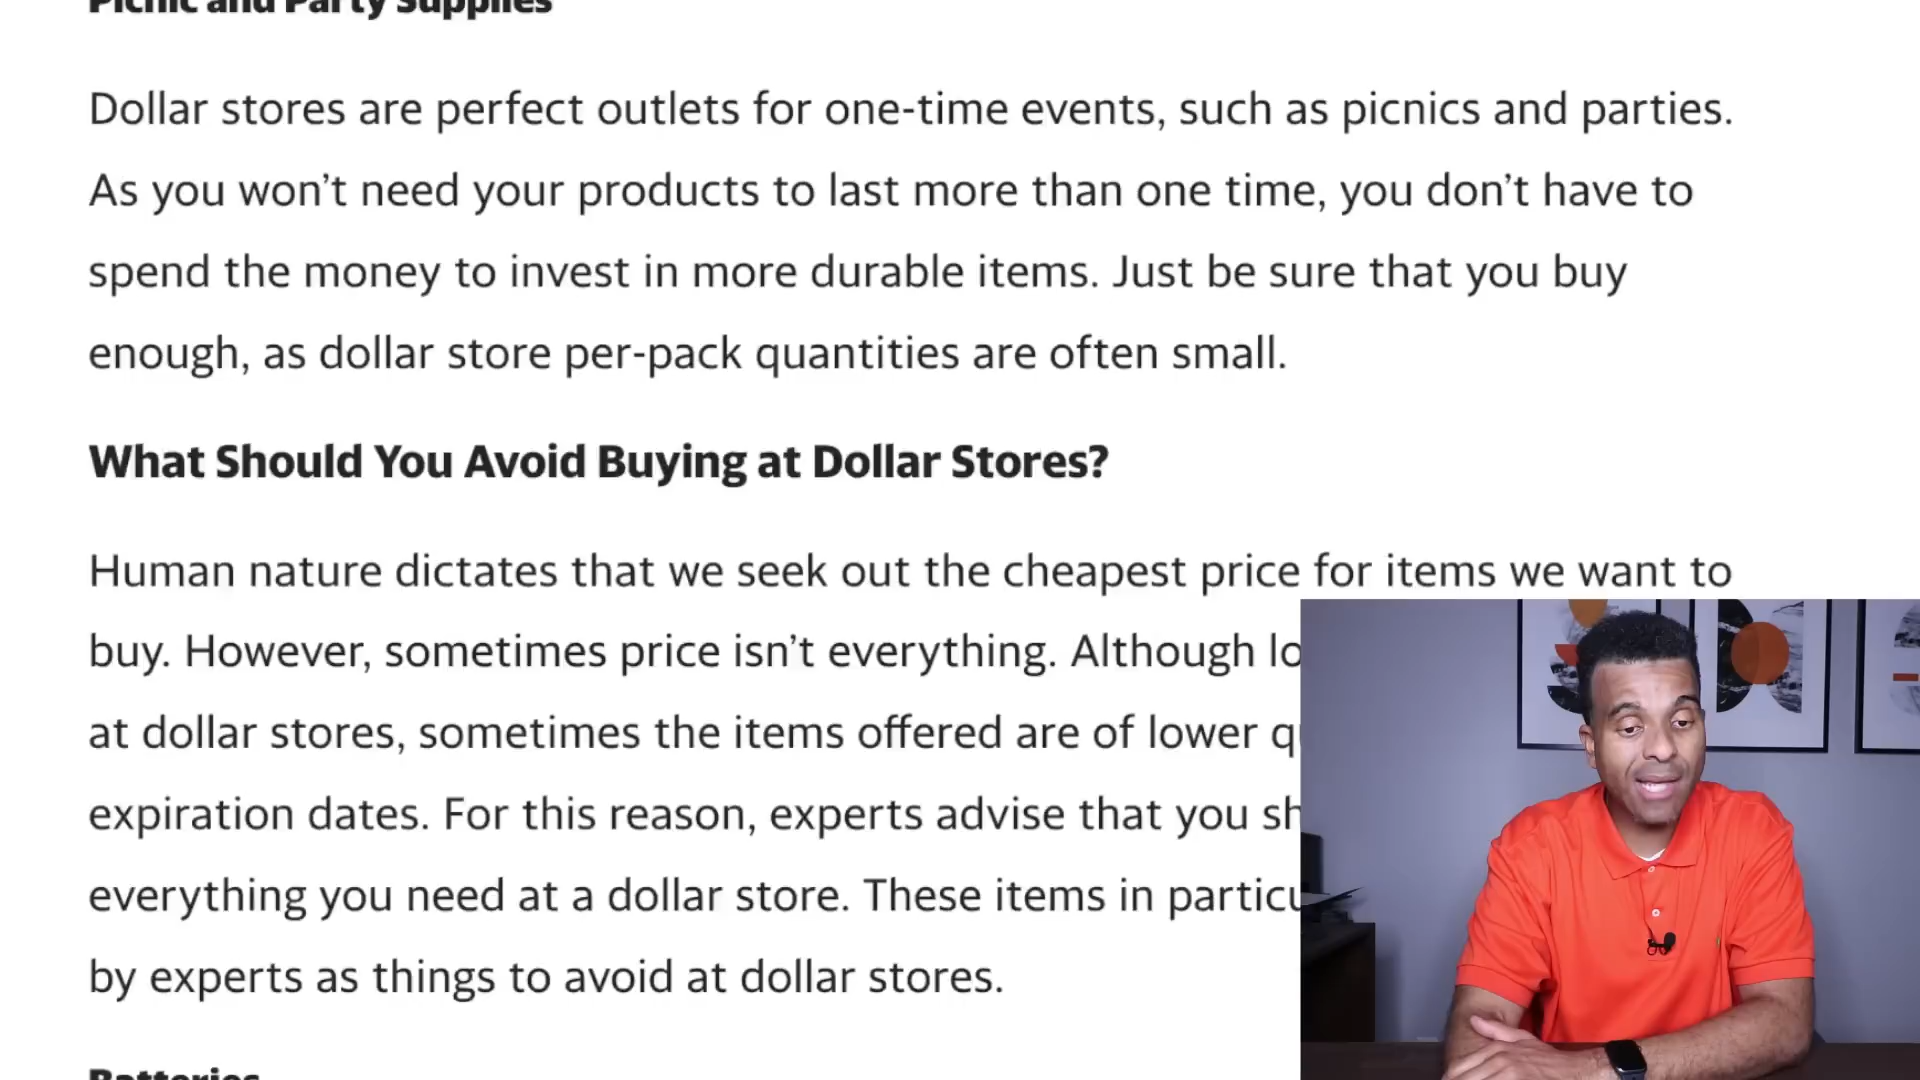 Picnic and Party Supplies
Dollar stores are perfect outlets for one-time events, such as picnics and parties.
As you won’t need your products to last more than one time, you don’t have to
spend the money to invest in more durable items. Just be sure that you buy
enough, as dollar store per-pack quantities are often small.
What Should You Avoid Buying at Dollar Stores?
Human nature dictates that we seek out the cheapest price for items we want to
buy. However, sometimes price isn’t everything. Although
at dollar stores, sometimes the items offered are of lower
expiration dates. For this reason, experts advise that you
everything you need at a dollar store. These items in
by experts as things to avoid at dollar stores.
Batteries